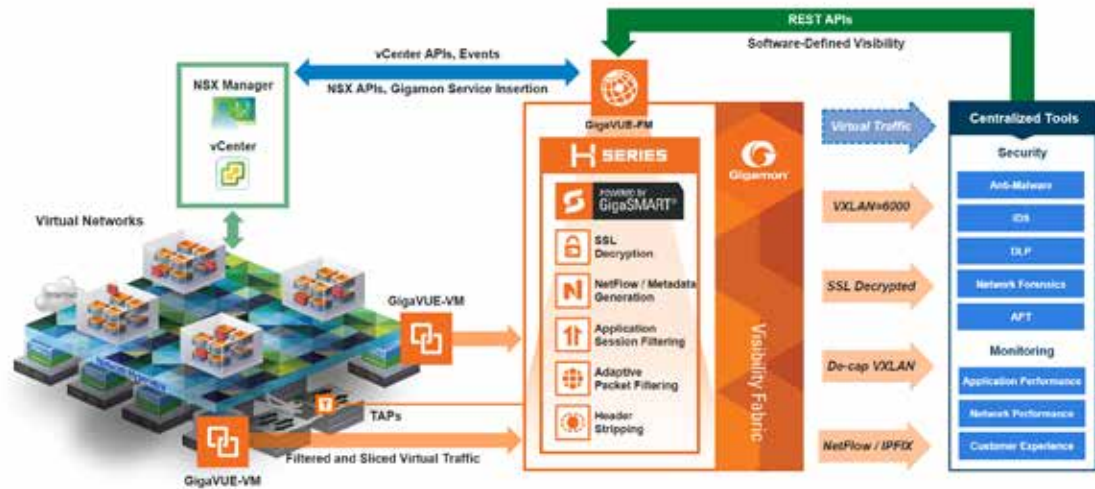 REST APIs
Software-Defined Visibility
vCenter APIs, Events
NSX APIs, Gigamon Service Insertion
NSX Manager
vCenter
Virtual Networks
Internet
GigaVUE-VM
TAPs
T
Filtered and Sliced Virtual Traffic
GigaVUE-VM
GigaVUE-FM
H SERIES
POWERED BY
GigaSMART®
SSL
Decryption
NetFlow / Metadata
Generation
Application
Session Filtering
Adaptive
Packet Filtering
Header
Stripping
Gigamon®
Visibility Fabric
Virtual Traffic
VXLAN=6000
SSL Decrypted
De-cap VXLAN
NetFlow / IPFIX
Centralized Tools
Security
Anti-Malware
IDS
DLP
Network Forensics
APT
Monitoring
Application Performance
Network Performance
Customer Experience